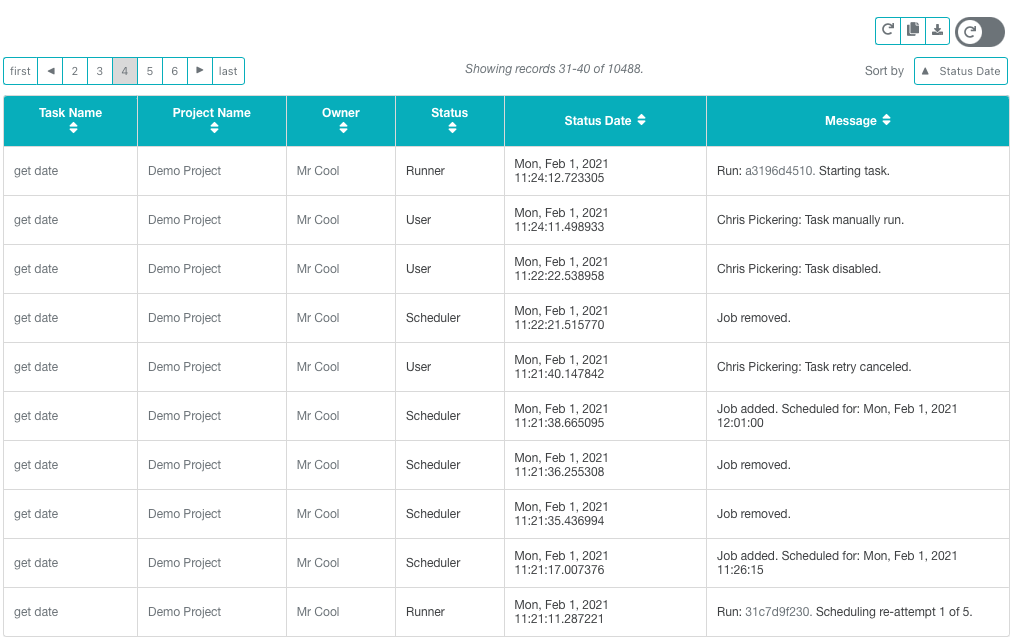 first ◄ 2 3 4 5 6 ► last
Showing records 31-40 of 10488.
Sort by ▲ Status Date
Task Name Project Name Owner Status Status Date Message
get date Demo Project Mr Cool Runner Mon, Feb 1, 2021
11:24:12.723305 Run: a3196d4510. Starting task.
get date Demo Project Mr Cool User Mon, Feb 1, 2021
11:24:11.498933 Chris Pickering: Task manually run.
get date Demo Project Mr Cool User Mon, Feb 1, 2021
11:22:22.538958 Chris Pickering: Task disabled.
get date Demo Project Mr Cool Scheduler Mon, Feb 1, 2021
11:22:21.515770 Job removed.
get date Demo Project Mr Cool User Mon, Feb 1, 2021
11:21:40.147842 Chris Pickering: Task retry canceled.
get date Demo Project Mr Cool Scheduler Mon, Feb 1, 2021
11:21:38.665095 Job added. Scheduled for: Mon, Feb 1, 2021
12:01:00
get date Demo Project Mr Cool Scheduler Mon, Feb 1, 2021
11:21:36.255308 Job removed.
get date Demo Project Mr Cool Scheduler Mon, Feb 1, 2021
11:21:35.436994 Job removed.
get date Demo Project Mr Cool Scheduler Mon, Feb 1, 2021
11:21:17.007376 Job added. Scheduled for: Mon, Feb 1, 2021
11:26:15
get date Demo Project Mr Cool Runner Mon, Feb 1, 2021
11:21:11.287221 Run: 31c7d9f230. Scheduling re-attempt 1 of 5.